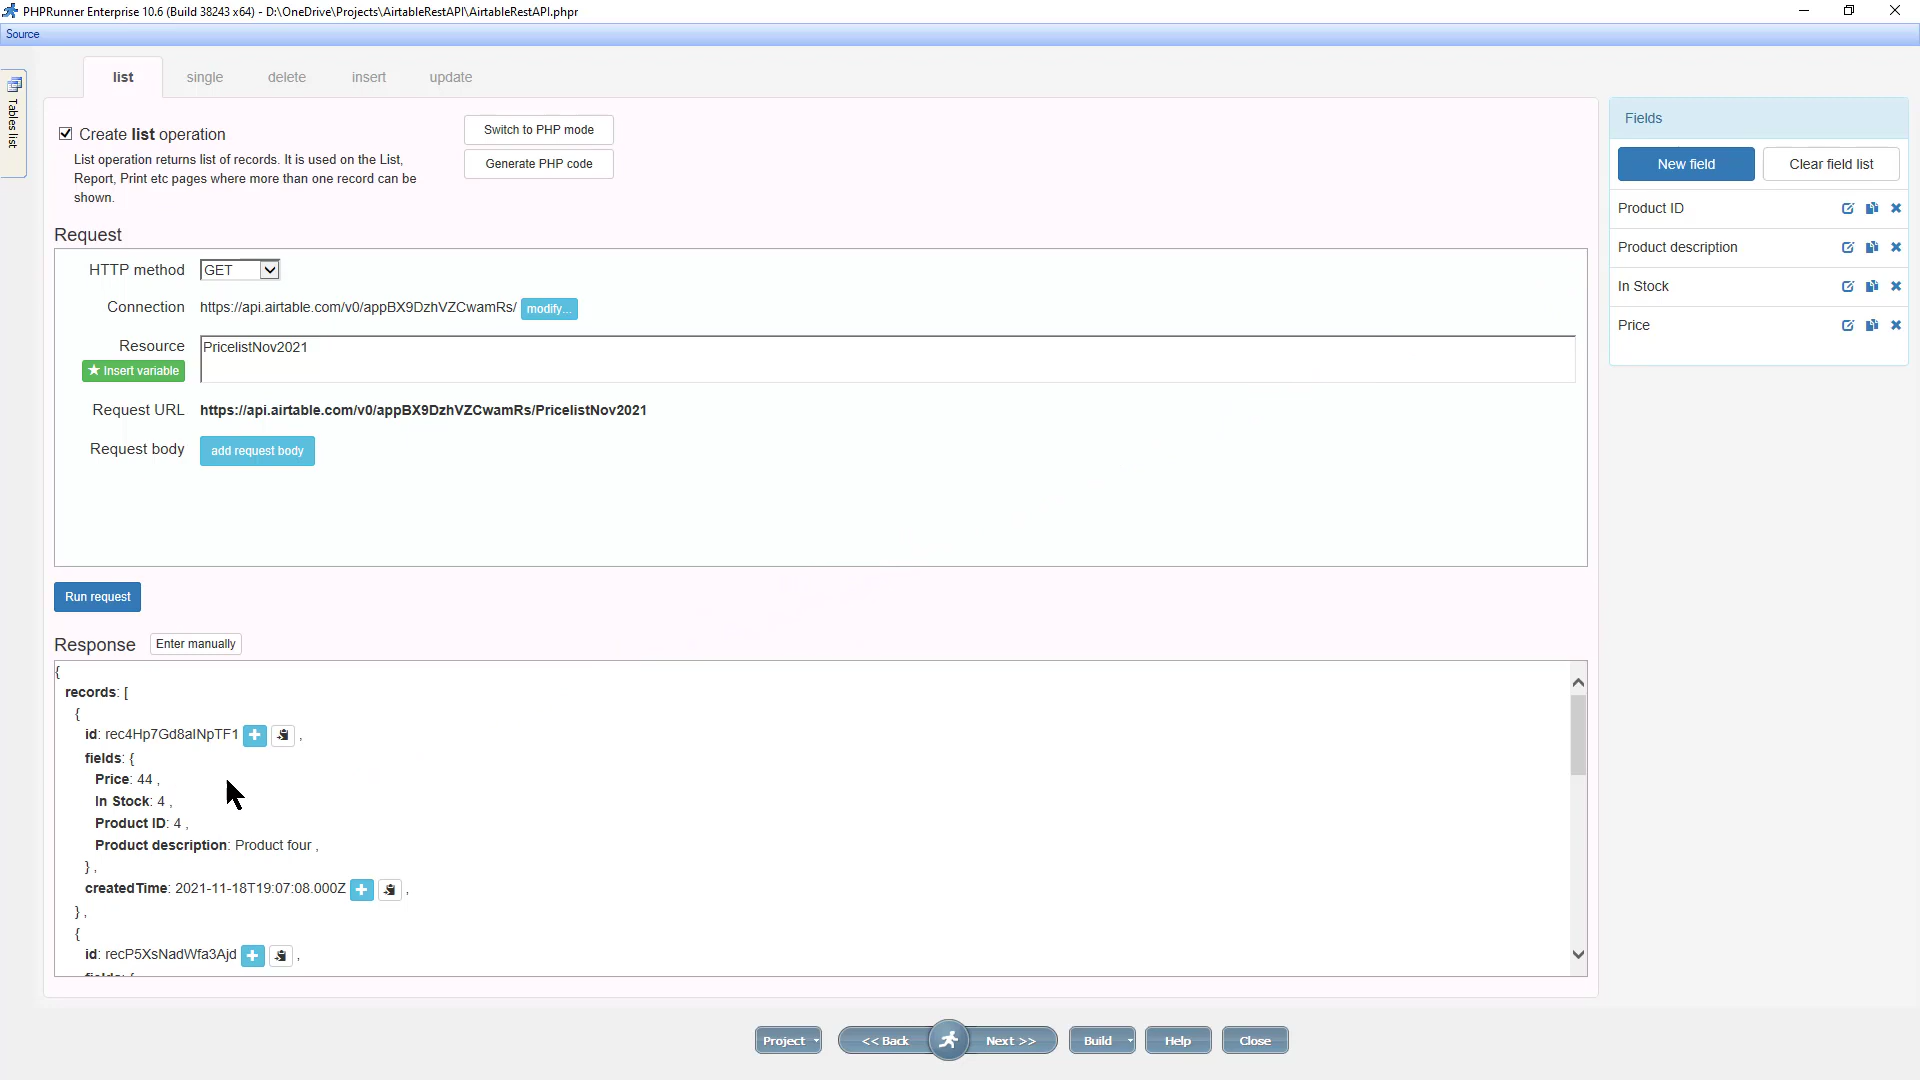 PHPRunner Enterprise 10.6 (Build 38243 x64) - D:\OneDrive\Projects\AirtableRestAPI\AirtableRestAPI.phpr
Source
Tables list
list single delete insert update
Create list operation
List operation returns list of records. It is used on the List,
Report, Print etc pages where more than one record can be
shown.
Switch to PHP mode
Generate PHP code
Request
HTTP method GET
Connection https://api.airtable.com/v0/appBX9DzhVZCwamRs/ modify...
Resource PricelistNov2021
Insert variable
Request URL https://api.airtable.com/v0/appBX9DzhVZCwamRs/PricelistNov2021
Request body add request body
Run request
Response Enter manually
{
records: [
{
id: rec4Hp7Gd8aINpTF1 ,
fields: {
Price: 44 ,
In Stock: 4 ,
Product ID: 4 ,
Product description: Product four ,
} ,
createdTime: 2021-11-18T19:07:08.000Z ,
} ,
{
id: recP5XsNadWfa3Ajd ,
fields: {
Fields
New field Clear field list
Product ID
Product description
In Stock
Price
Project << Back Next >> Build Help Close